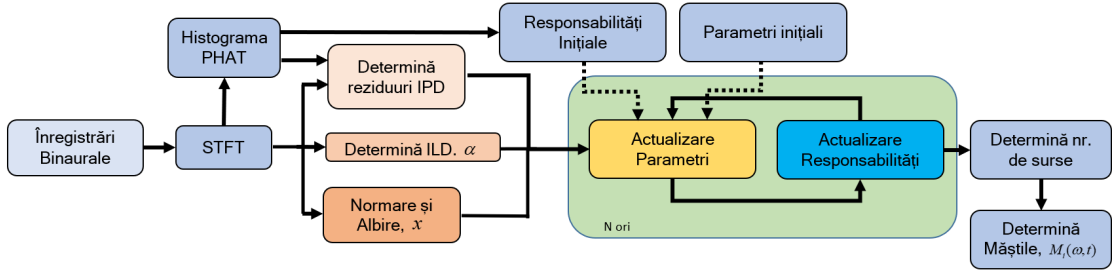 Înregistrări
Binaurale
STFT
Histograma
PHAT
Determină
reziduuri IPD
Determină ILD. α
Normare și
Albire, x
Responsabilități
Inițiale
Parametri inițiali
Actualizare
Parametri
Actualizare
Responsabilități
N ori
Determină nr.
de surse
Determină
Măștile, M_i(ω,t)